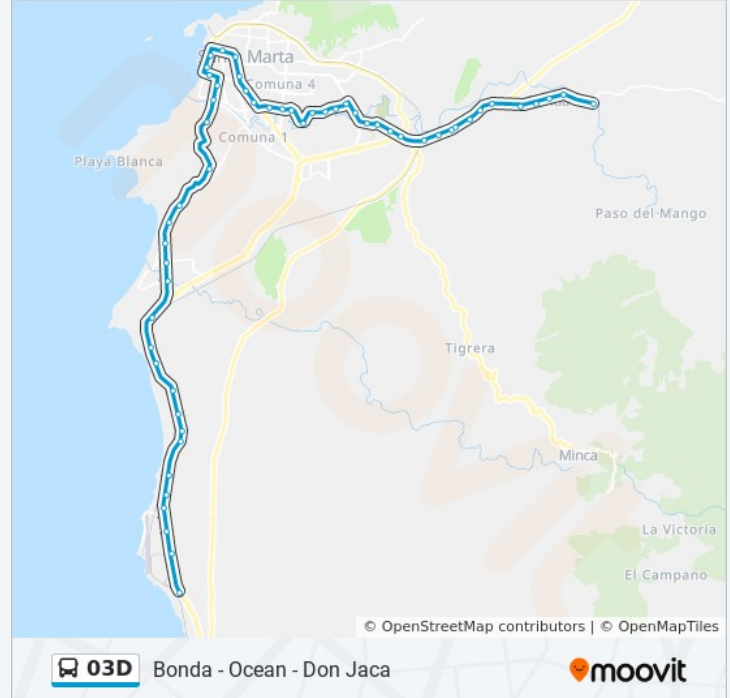 Santa Marta
Comuna 4
Comuna 1
Playa Blanca
Paso del Mango
Tigrera
Minca
La Victoria
El Campano
© OpenStreetMap contributors | © OpenMapTiles
03D Bonda - Ocean - Don Jaca moovit
moovit